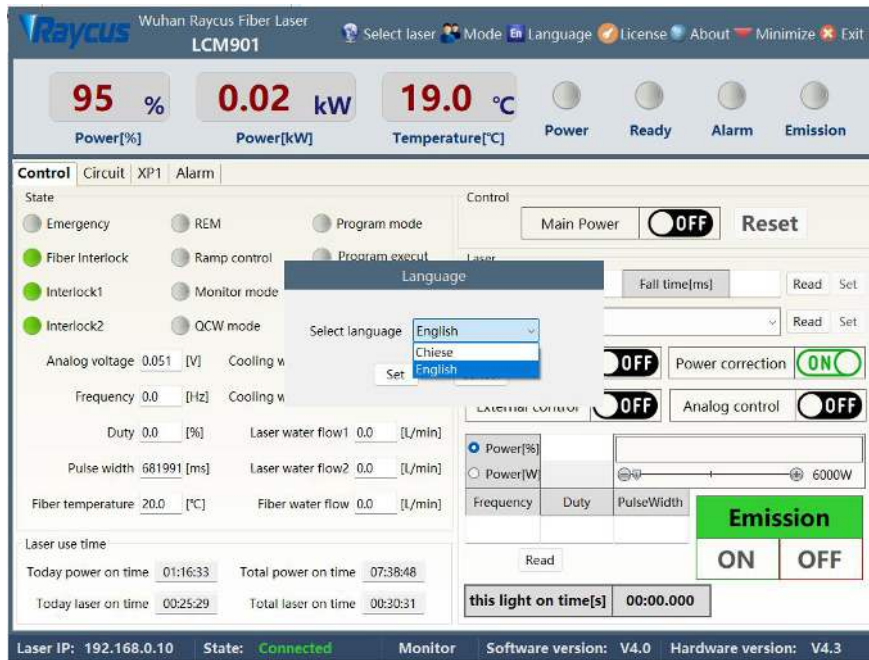 Raycus Wuhan Raycus Fiber Laser
LCM901
Select laser Mode En Language License About Minimize Exit
95 % 0.02 kW 19.0 ℃
Power[%] Power[kW] Temperature[℃] Power Ready Alarm Emission
Control Circuit XP1 Alarm
State
Emergency REM Program mode
Fiber Interlock Ramp control Program execut
Interlock1 Monitor mode
Interlock2 QCW mode
Analog voltage 0.051 [V] Cooling w
Frequency 0.0 [Hz] Cooling w
Duty 0.0 [%] Laser water flow1 0.0 [L/min]
Pulse width 681991 [ms] Laser water flow2 0.0 [L/min]
Fiber temperature 20.0 [℃] Fiber water flow 0.0 [L/min]
Laser use time
Today power on time 01:16:33 Total power on time 07:38:48
Today laser on time 00:25:29 Total laser on time 00:30:31
Language
Select language English
Chiese
English
Set
Control
Main Power OFF Reset
Laser
Fall time[ms] Read Set
Read Set
OFF Power correction ON
External control OFF Analog control OFF
Power[%]
Power[W] 6000W
Frequency Duty PulseWidth
Read
Emission
ON OFF
this light on time[s] 00:00.000
Laser IP: 192.168.0.10 State: Connected Monitor Software version: V4.0 Hardware version: V4.3